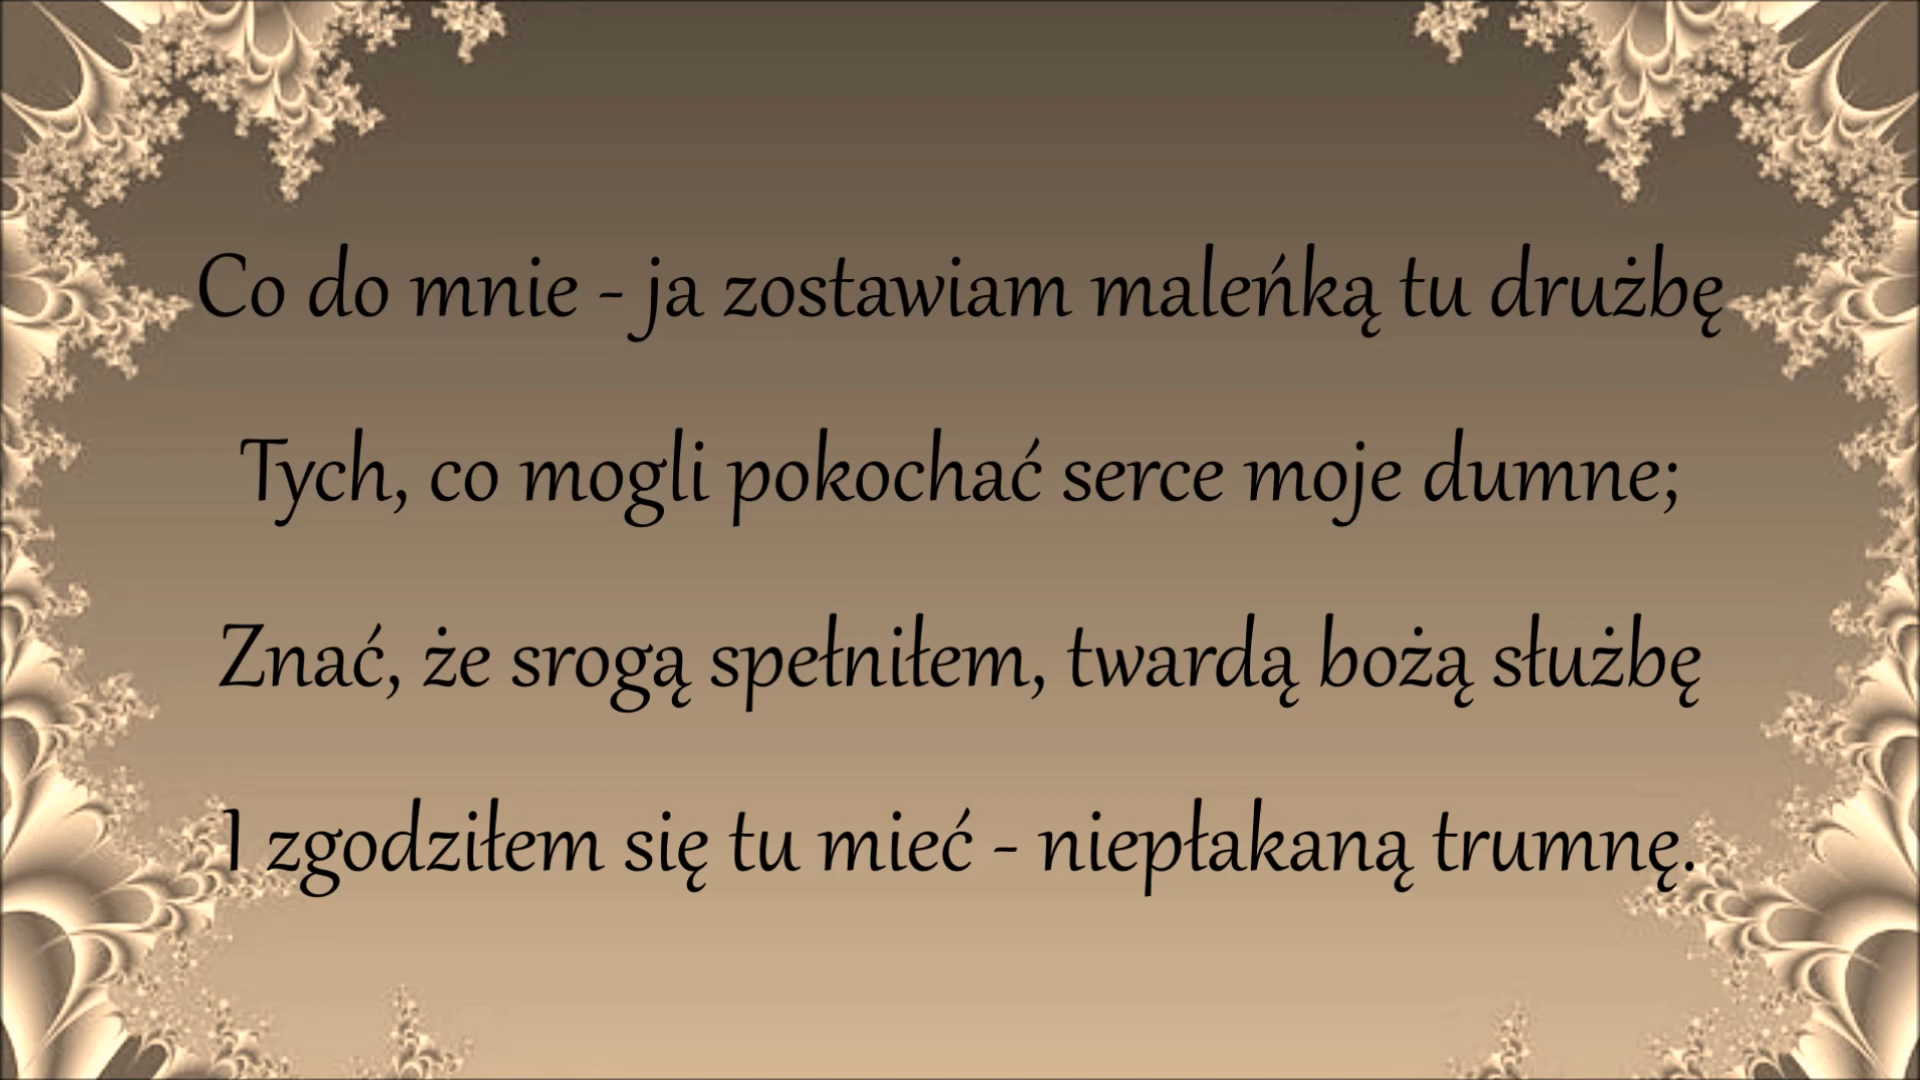 Co do mnie - ja zostawiam maleńką tu drużbę
Tych, co mogli pokochać serce moje dumne;
Znać, że srogą spełniłem, twardą bożą służbę
I zgodziłem się tu mieć - niepłakaną trumnę.